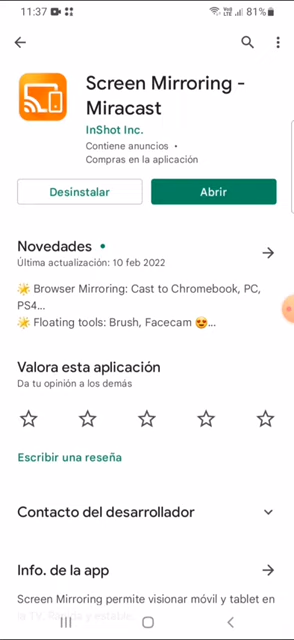 11:37
81%
Screen Mirroring -
Miracast
InShot Inc.
Contiene anuncios •
Compras en la aplicación
Desinstalar
Abrir
Novedades •
Última actualización: 10 feb 2022
🌟 Browser Mirroring: Cast to Chromebook, PC,
PS4...
🌟 Floating tools: Brush, Facecam 😍...
Valora esta aplicación
Da tu opinión a los demás
Escribir una reseña
Contacto del desarrollador
Info. de la app
Screen Mirroring permite visionar móvil y tablet en